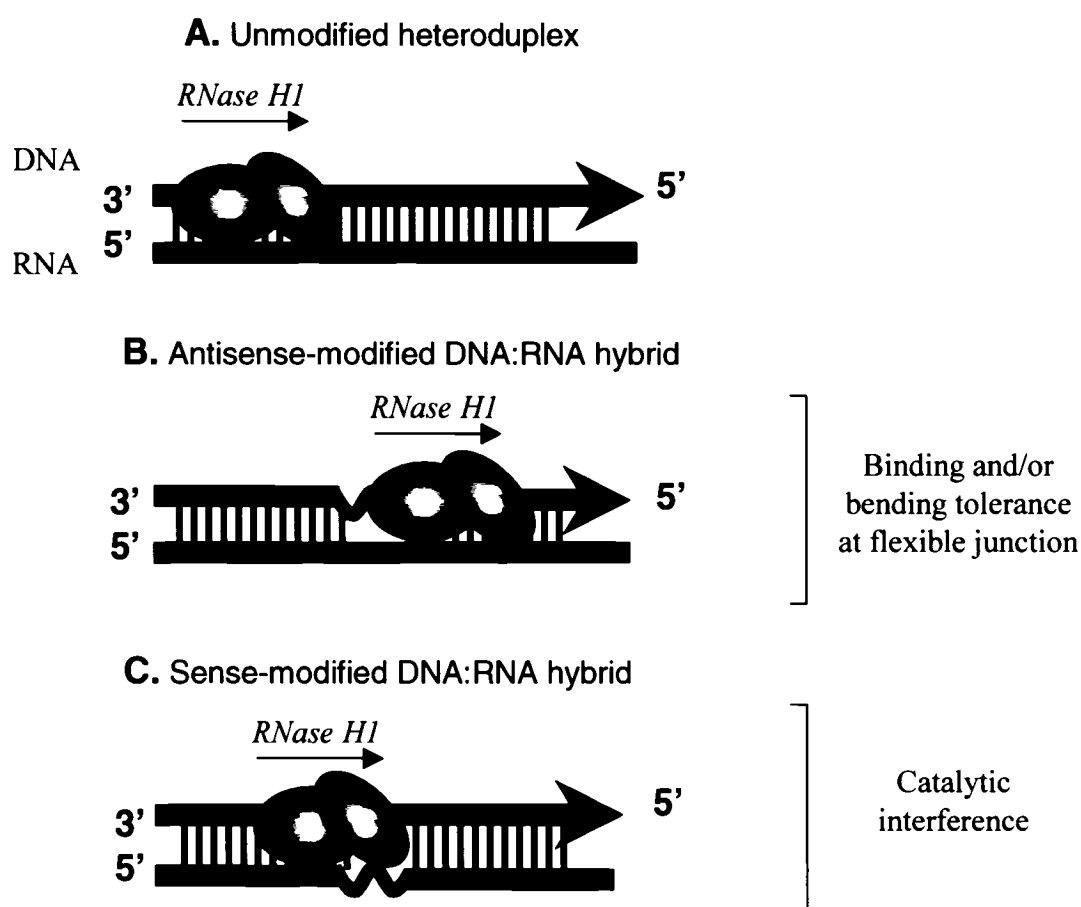 A. Unmodified heteroduplex
RNase H1
DNA
3'
5'
5'
RNA
B. Antisense-modified DNA:RNA hybrid
RNase H1
3'
5'
5'
Binding and/or
bending tolerance
at flexible junction
C. Sense-modified DNA:RNA hybrid
RNase H1
5'
3'
5'
Catalytic
interference